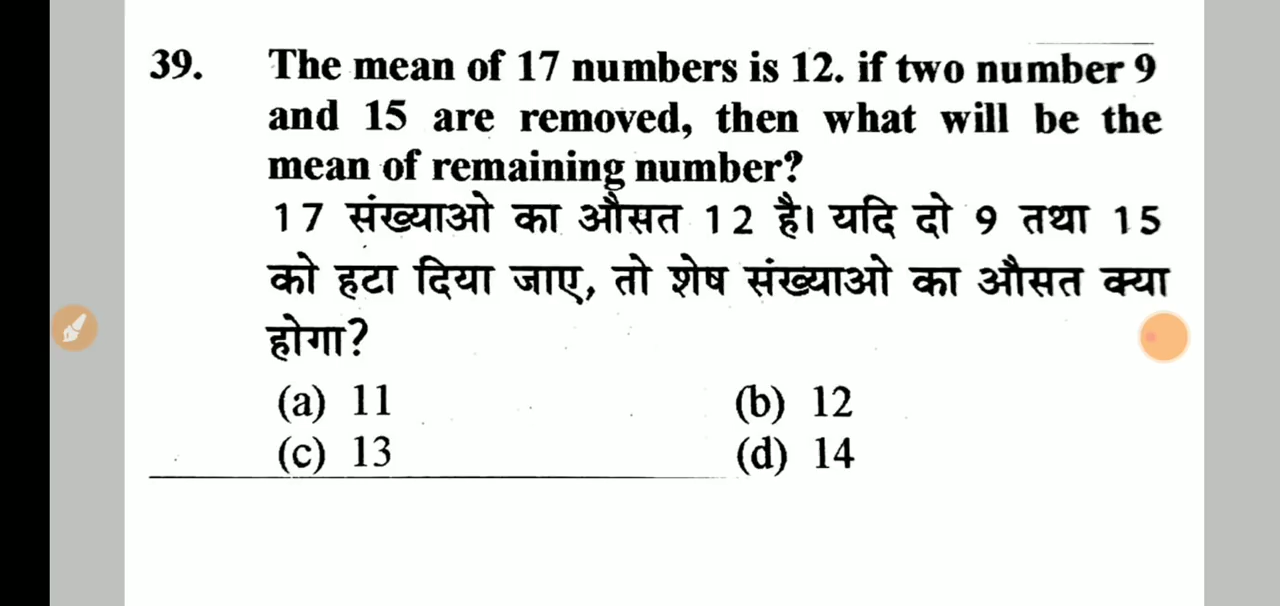 39. The mean of 17 numbers is 12. if two number 9
and 15 are removed, then what will be the
mean of remaining number?
17 संख्याओ का औसत 12 है। यदि दो 9 तथा 15
को हटा दिया जाए, तो शेष संख्याओ का औसत क्या
होगा?
(a) 11 (b) 12
(c) 13 (d) 14